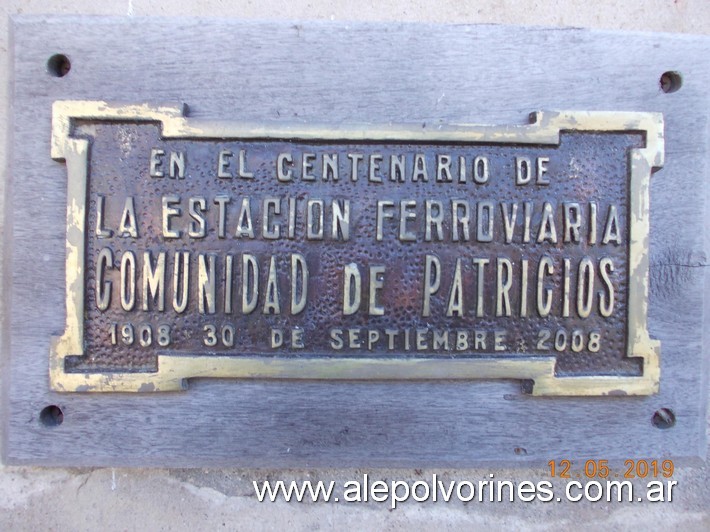 EN EL CENTENARIO DE
LA ESTACION FERROVIARIA
COMUNIDAD DE PATRICIOS
1908 30 DE SEPTIEMBRE 2008
12.05.2019
www.alepolvorines.com.ar